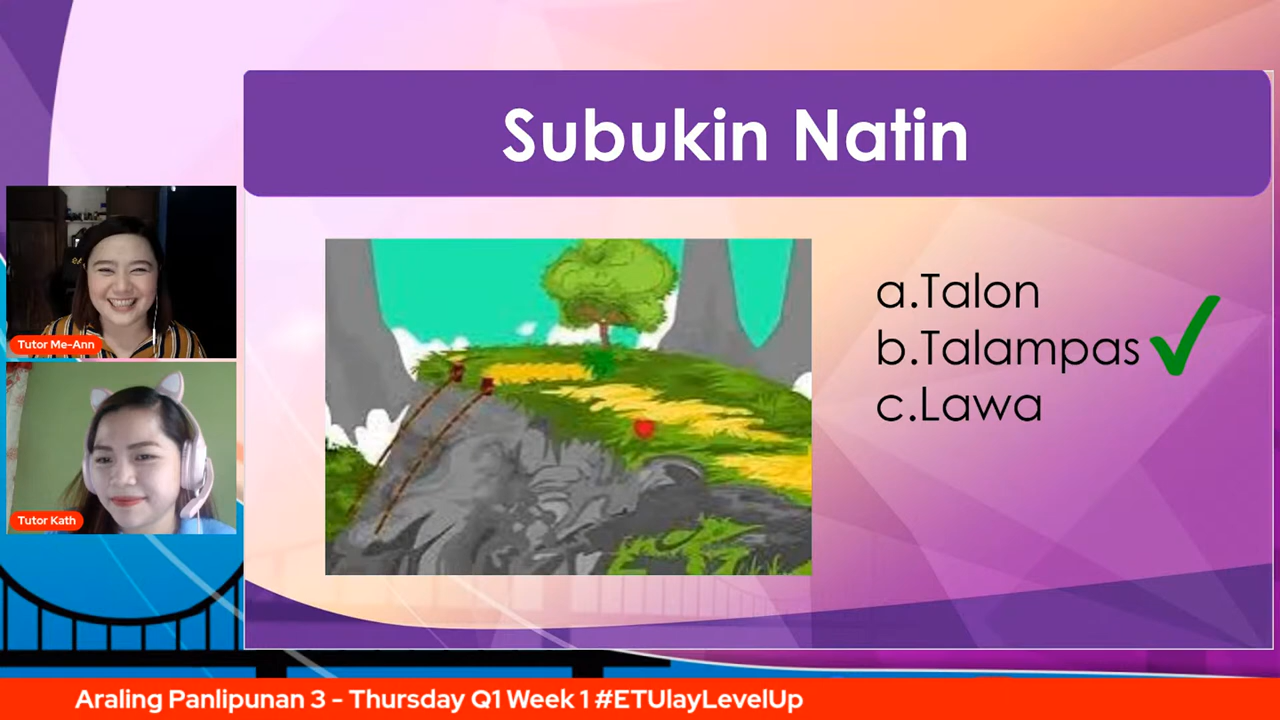 Subukin Natin
a.Talon
b.Talampas
c.Lawa
Tutor Me-Ann
Tutor Kath
Araling Panlipunan 3 - Thursday Q1 Week 1 #ETUlayLevelUp